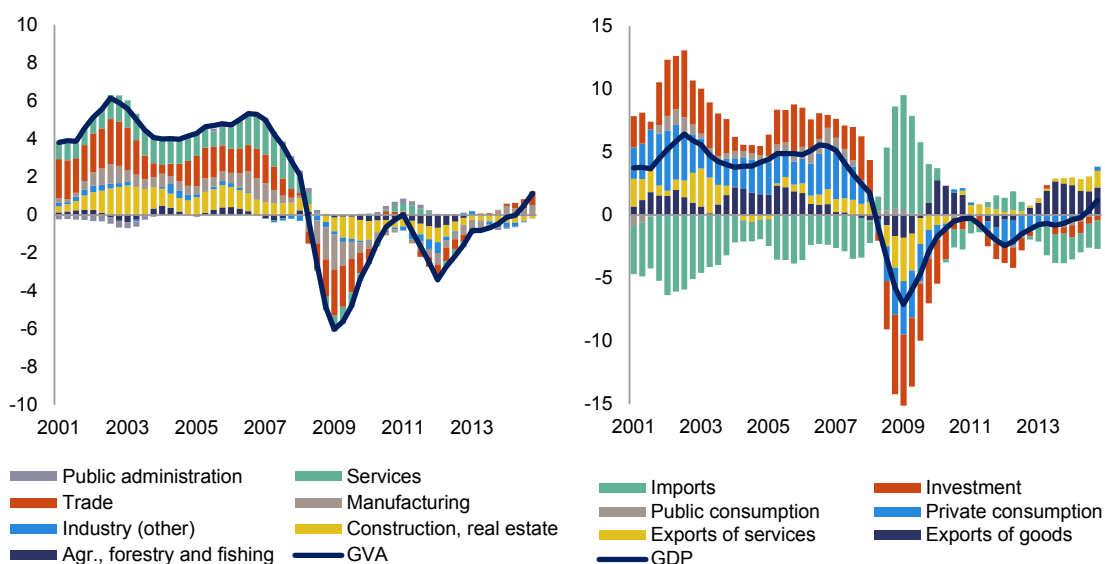 10
8
6
4
2
0
-2
-4
-6
-8
-10
2001 2003 2005 2007 2009 2011 2013
Public administration Services
Trade Manufacturing
Industry (other) Construction, real estate
Agr., forestry and fishing GVA
15
10
5
0
-5
-10
-15
2001 2003 2005 2007 2009 2011 2013
Imports Investment
Public consumption Private consumption
Exports of services Exports of goods
GDP